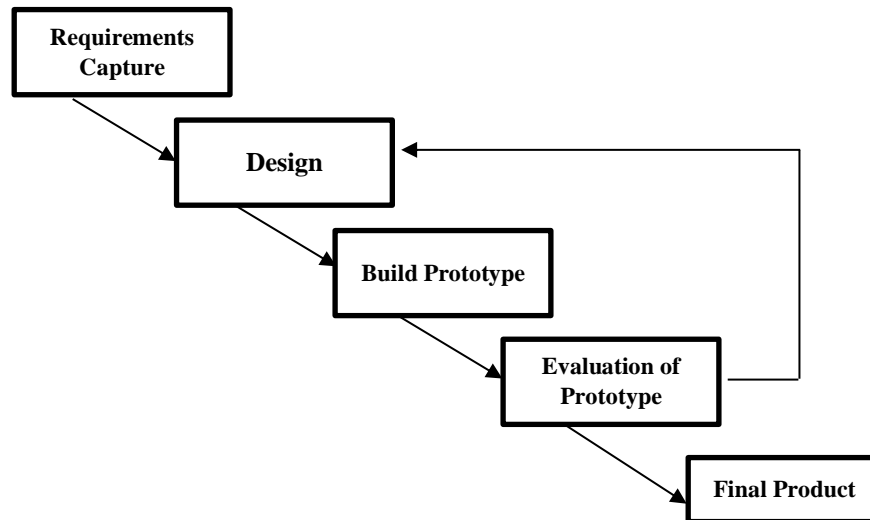 Requirements
Capture
Design
Build Prototype
Evaluation of
Prototype
Final Product